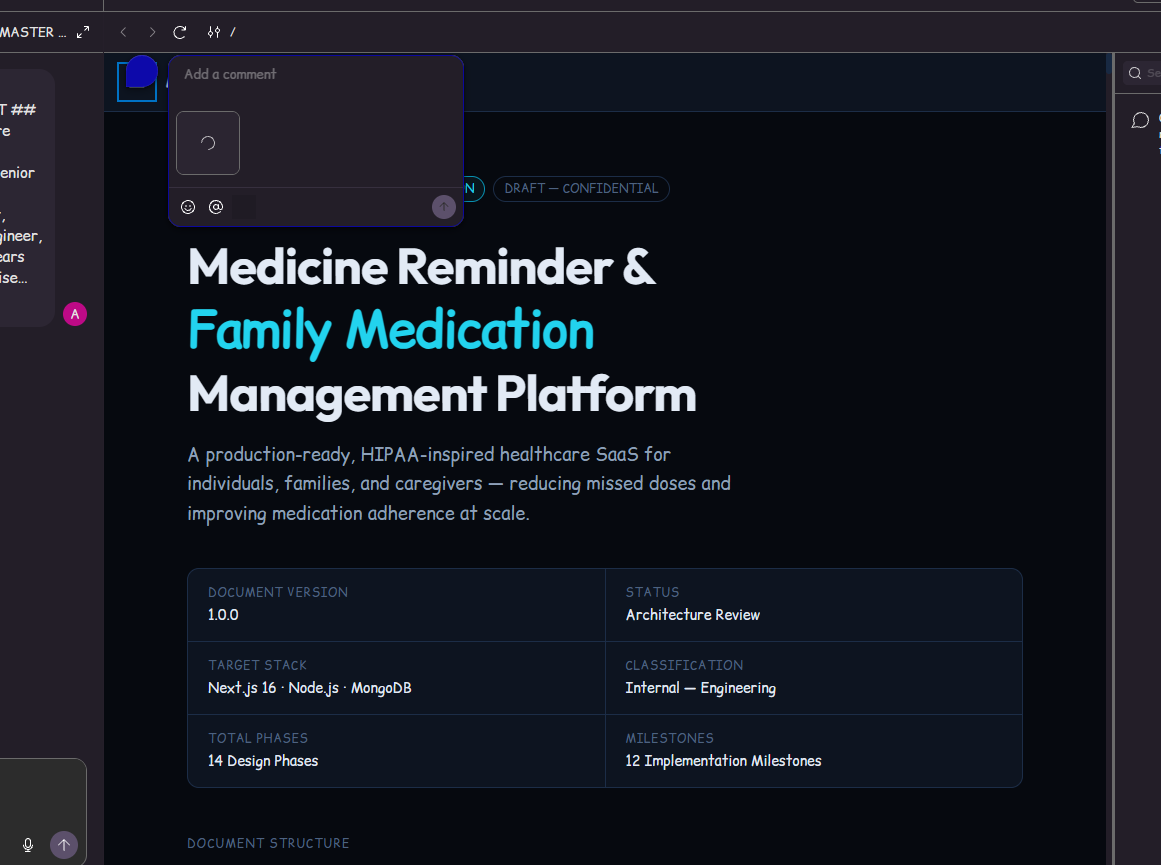 MASTER ...
/
T ##
re
enior
gineer,
ears
ise...
A
Add a comment
N
DRAFT — CONFIDENTIAL
Medicine Reminder &
Family Medication
Management Platform
A production-ready, HIPAA-inspired healthcare SaaS for
individuals, families, and caregivers — reducing missed doses and
improving medication adherence at scale.
DOCUMENT VERSION
1.0.0
STATUS
Architecture Review
TARGET STACK
Next.js 16 · Node.js · MongoDB
CLASSIFICATION
Internal — Engineering
TOTAL PHASES
14 Design Phases
MILESTONES
12 Implementation Milestones
DOCUMENT STRUCTURE
Se